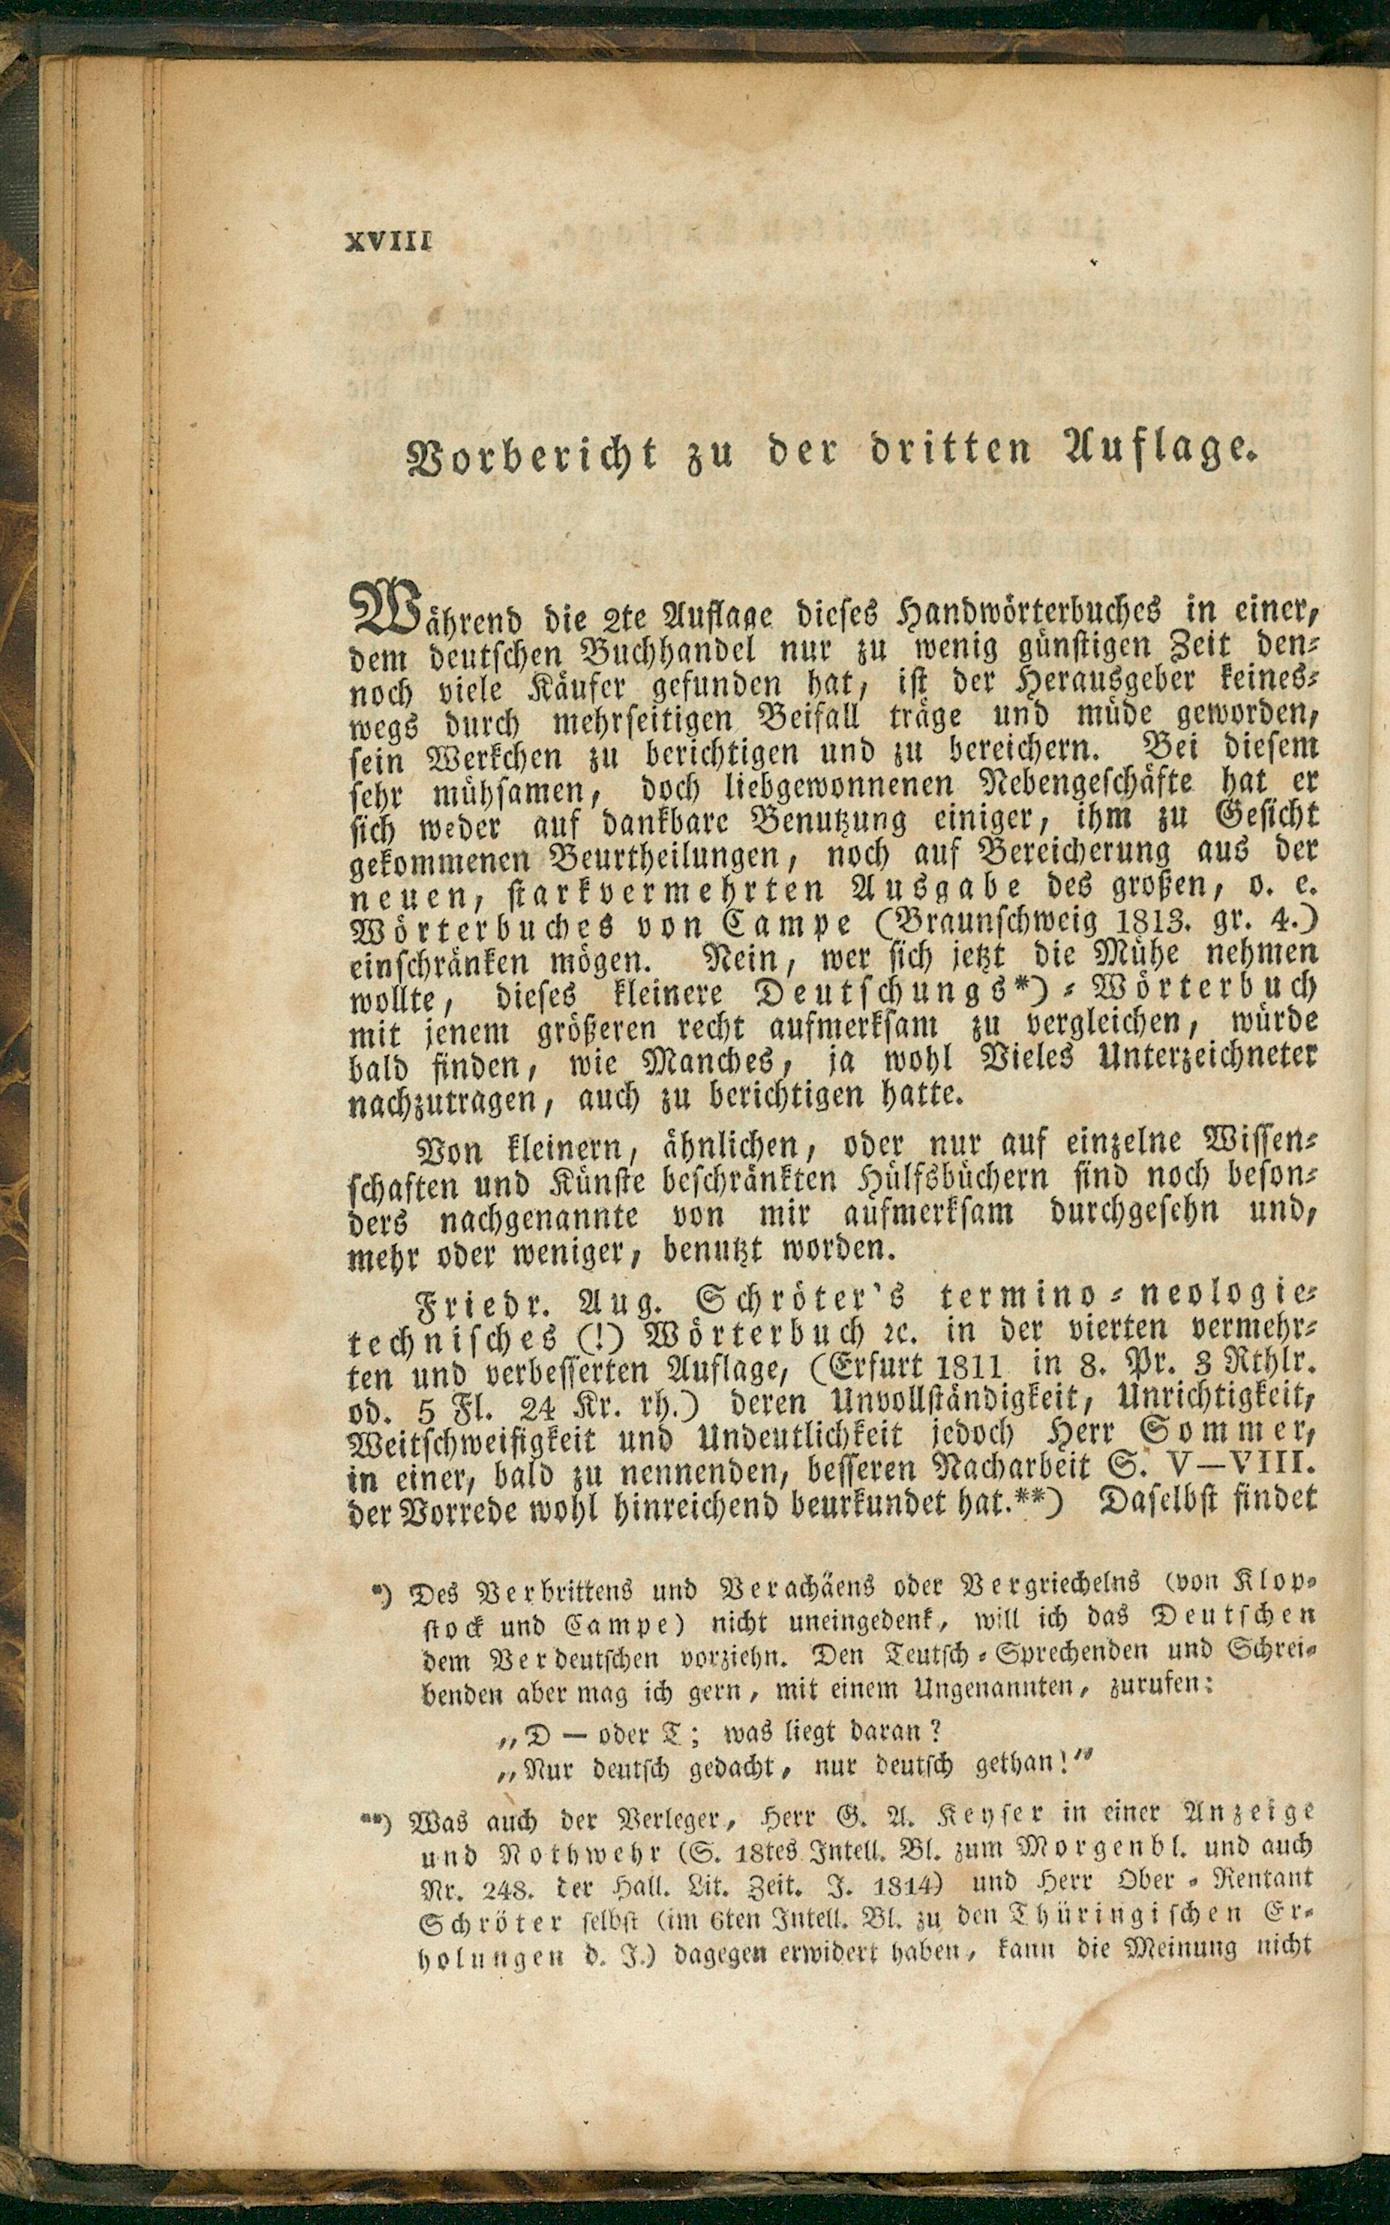 XVIII
Vorbericht zu der dritten Auflage.
Während die 2te Auflage dieses Handwörterbuches in einer,
dem deutschen Buchhandel nur zu wenig günstigen Zeit den-
noch viele Käufer gefunden hat, ist der Herausgeber keines-
wegs durch mehrseitigen Beifall träge und müde geworden,
sein Werkchen zu berichtigen und zu bereichern. Bei diesem
sehr mühsamen, doch liebgewonnenen Nebengeschäfte hat er
sich weder auf dankbare Benutzung einiger, ihm zu Gesicht
gekommenen Beurtheilungen, noch auf Bereicherung aus der
neuen, starkvermehrten Ausgabe des großen, o. e.
Wörterbuches von Campe (Braunschweig 1813. gr. 4.)
einschränken mögen. Nein, wer sich jetzt die Mühe nehmen
wollte, dieses kleinere Deutschungs*)-Wörterbuch
mit jenem größeren recht aufmerksam zu vergleichen, würde
bald finden, wie Manches, ja wohl Vieles Unterzeichneter
nachzutragen, auch zu berichtigen hatte.
Von kleinern, ähnlichen, oder nur auf einzelne Wissen-
schaften und Künste beschränkten Hülfsbüchern sind noch beson-
ders nachgenannte von mir aufmerksam durchgesehn und,
mehr oder weniger, benutzt worden.
Friedr. Aug. Schröter's termino-neologie-
technisches (!) Wörterbuch ꝛc. in der vierten vermehr-
ten und verbesserten Auflage, (Erfurt 1811 in 8. Pr. 3 Rthlr.
od. 5 Fl. 24 Kr. rh.) deren Unvollständigkeit, Unrichtigkeit,
Weitschweifigkeit und Undeutlichkeit jedoch Herr Sommer,
in einer, bald zu nennenden, besseren Nacharbeit S. V—VIII.
der Vorrede wohl hinreichend beurkundet hat.**) Daselbst findet
*) Des Verbrittens und Verachäens oder Vergriechelns (von Klop-
stock und Campe) nicht uneingedenk, will ich das Deutschen
dem Verdeutschen vorziehn. Den Teutsch-Sprechenden und Schrei-
benden aber mag ich gern, mit einem Ungenannten, zurufen:
„D — oder T; was liegt daran?
„Nur deutsch gedacht, nur deutsch gethan!"
**) Was auch der Verleger, Herr G. A. Keyser in einer Anzeige
und Nothwehr (S. 18tes Intell. Bl. zum Morgenbl. und auch
Nr. 248. der Hall. Lit. Zeit. J. 1814) und Herr Ober-Rentant
Schröter selbst (im 6ten Intell. Bl. zu den Thüringischen Er-
holungen d. J.) dagegen erwidert haben, kann die Meinung nicht